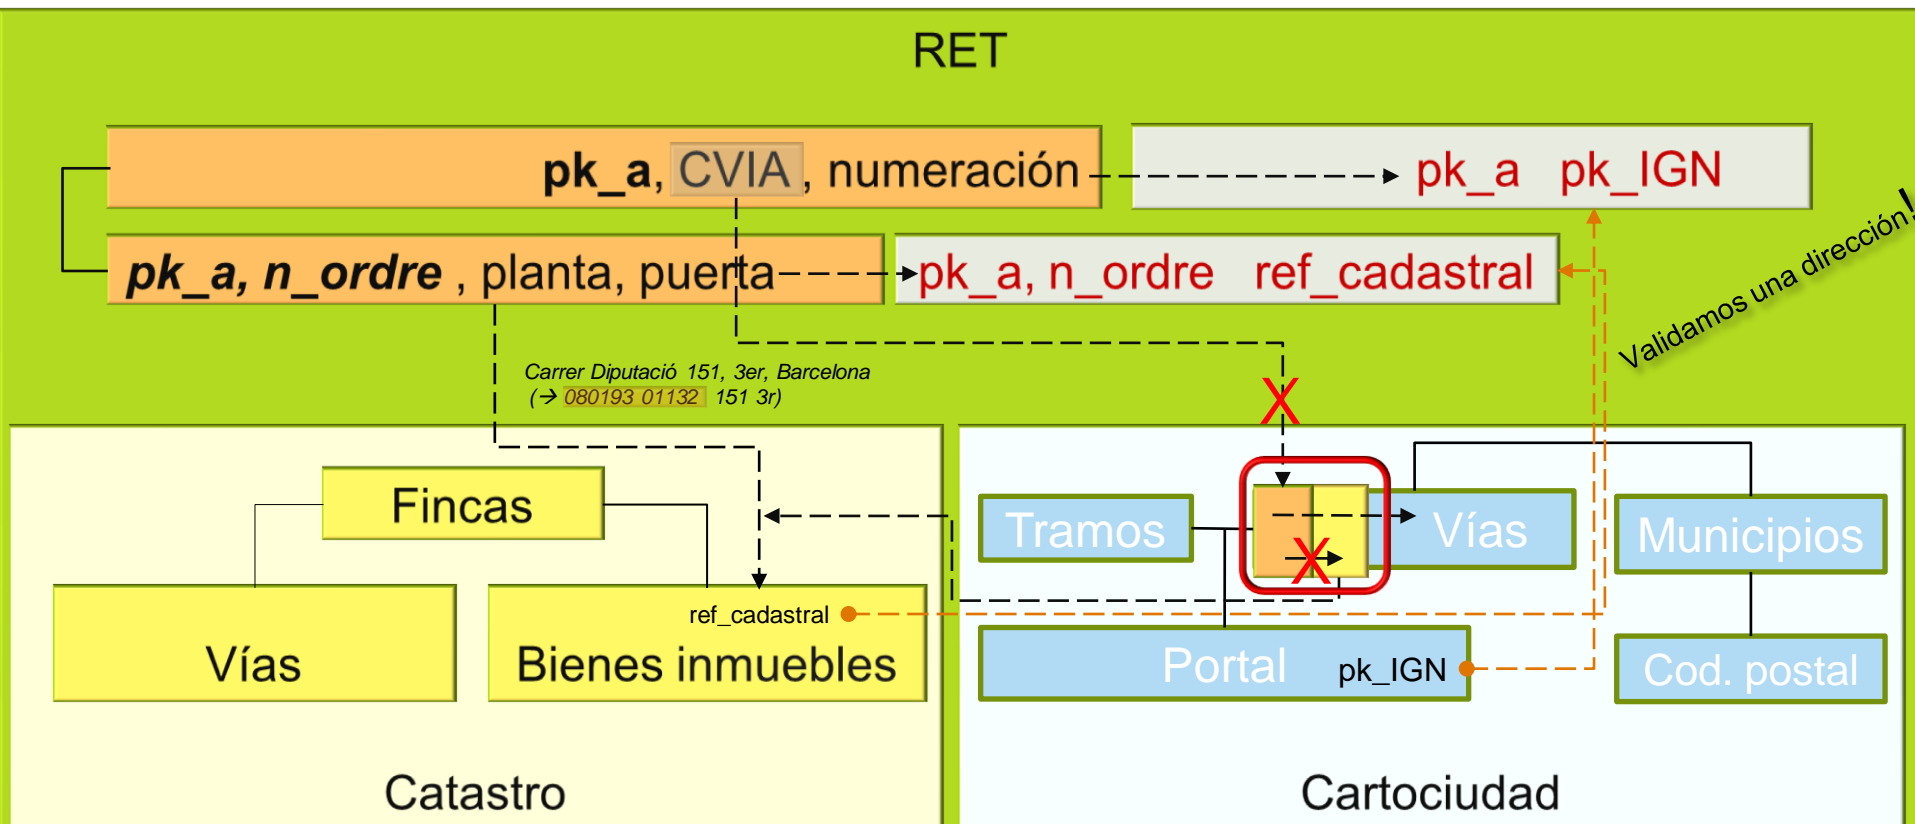 RET
pk_a, CVIA , numeración
pk_a pk_IGN
pk_a, n_ordre , planta, puerta
pk_a, n_ordre ref_cadastral
Validamos una dirección!
Carrer Diputació 151, 3er, Barcelona
(→ 080193 01132 151 3r)
X
Fincas
Tramos
Vías
Municipios
X
ref_cadastral
Vías
Bienes inmuebles
Portal pk_IGN
Cod. postal
Catastro
Cartociudad